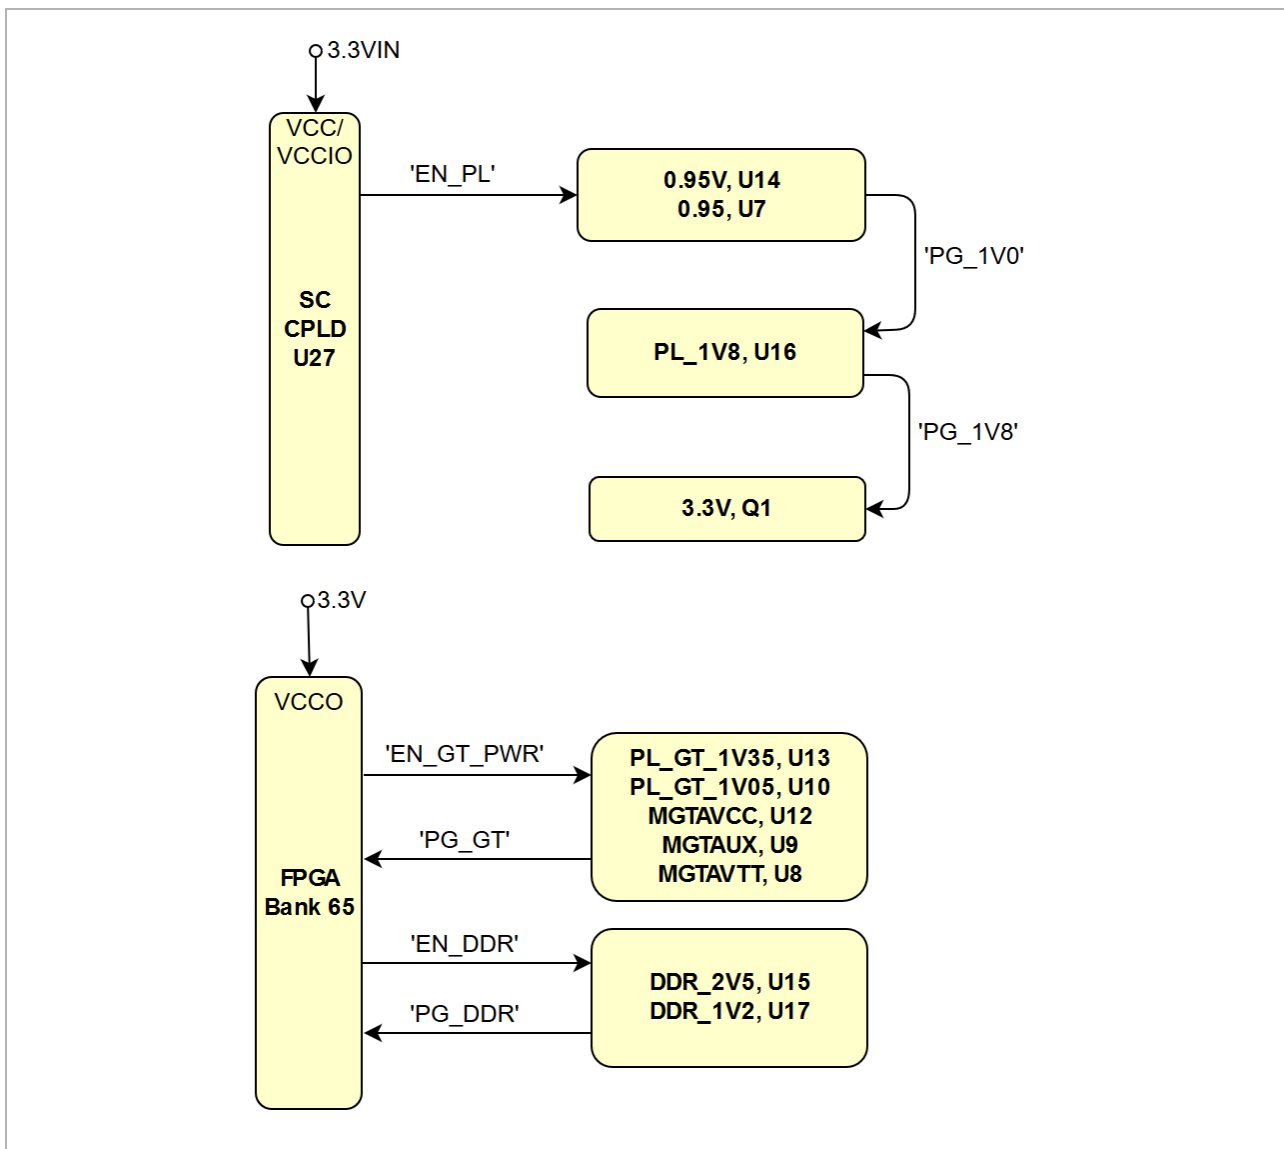 3.3VIN
VCC/
VCCIO
'EN_PL'
0.95V, U14
0.95, U7
'PG_1V0'
SC
CPLD
U27
PL_1V8, U16
'PG_1V8'
3.3V, Q1
3.3V
VCCO
'EN_GT_PWR'
PL_GT_1V35, U13
PL_GT_1V05, U10
MGTAVCC, U12
MGTAUX, U9
MGTAVTT, U8
'PG_GT'
FPGA
Bank 65
'EN_DDR'
DDR_2V5, U15
DDR_1V2, U17
'PG_DDR'